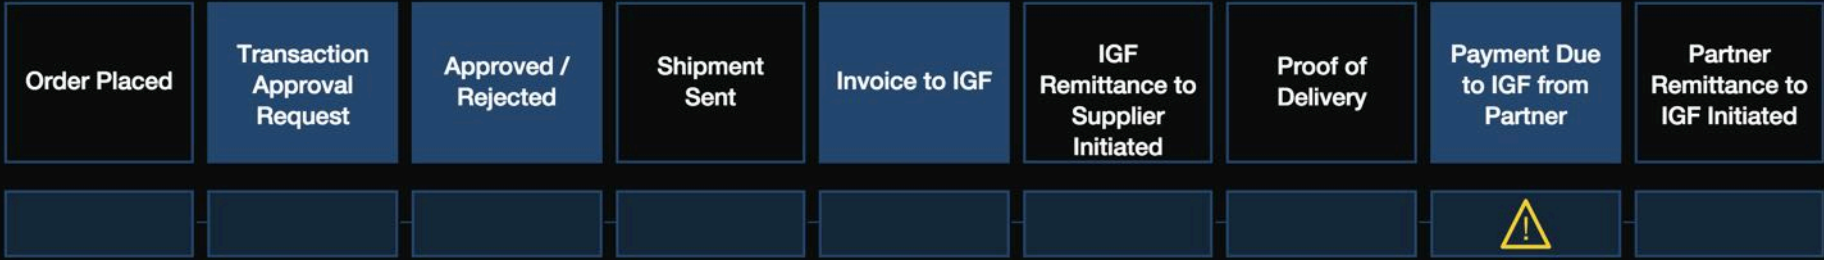 Order Placed
Transaction
Approval
Request
Approved /
Rejected
Shipment
Sent
Invoice to IGF
IGF
Remittance to
Supplier
Initiated
Proof of
Delivery
Payment Due
to IGF from
Partner
Partner
Remittance to
IGF Initiated